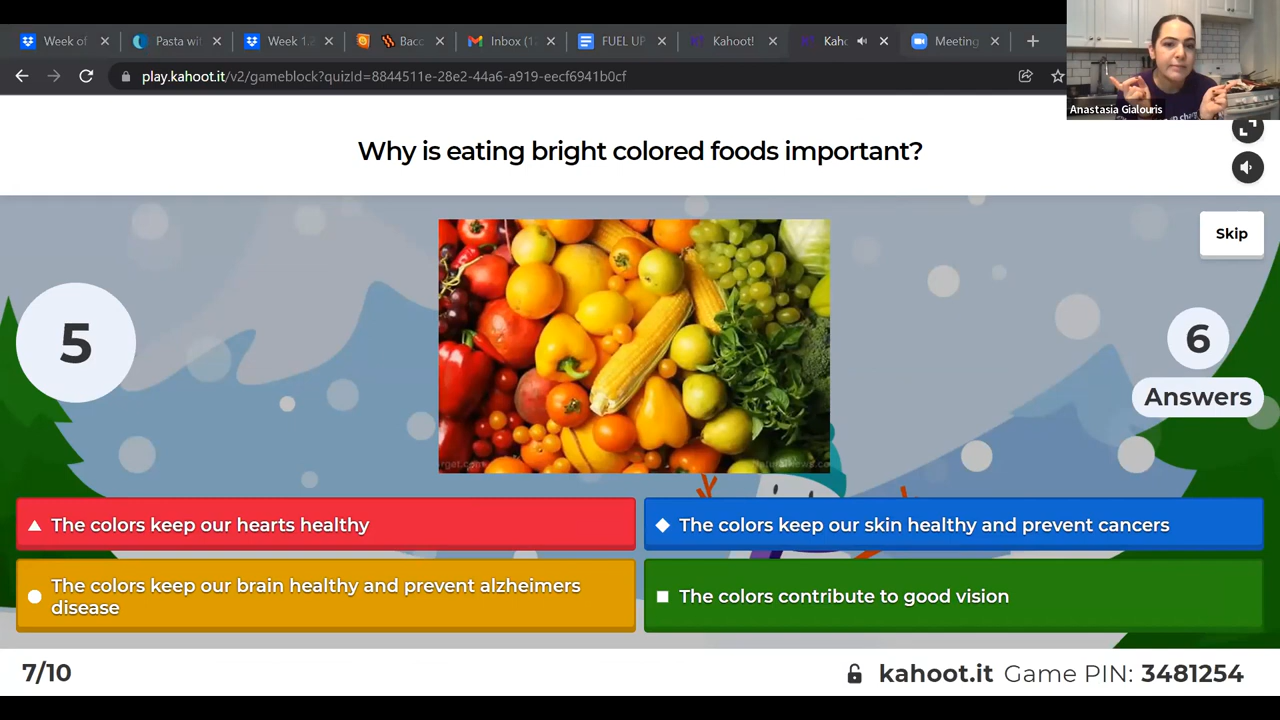 Week of
Pasta wit
Week 1.
Bacc
Inbox (1
FUEL UP
Kahoot!
Kahc
Meeting
play.kahoot.it/v2/gameblock?quizId=8844511e-28e2-44a6-a919-eecf6941b0cf
Anastasia Gialouris
Why is eating bright colored foods important?
Skip
5
6
Answers
The colors keep our hearts healthy
The colors keep our skin healthy and prevent cancers
The colors keep our brain healthy and prevent alzheimers
disease
The colors contribute to good vision
7/10
kahoot.it Game PIN: 3481254